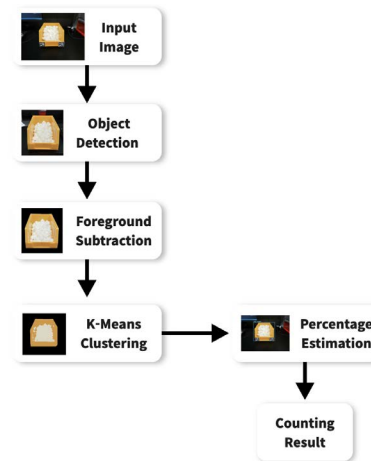 Input
Image
Object
Detection
Foreground
Subtraction
K-Means
Clustering
Percentage
Estimation
Counting
Result